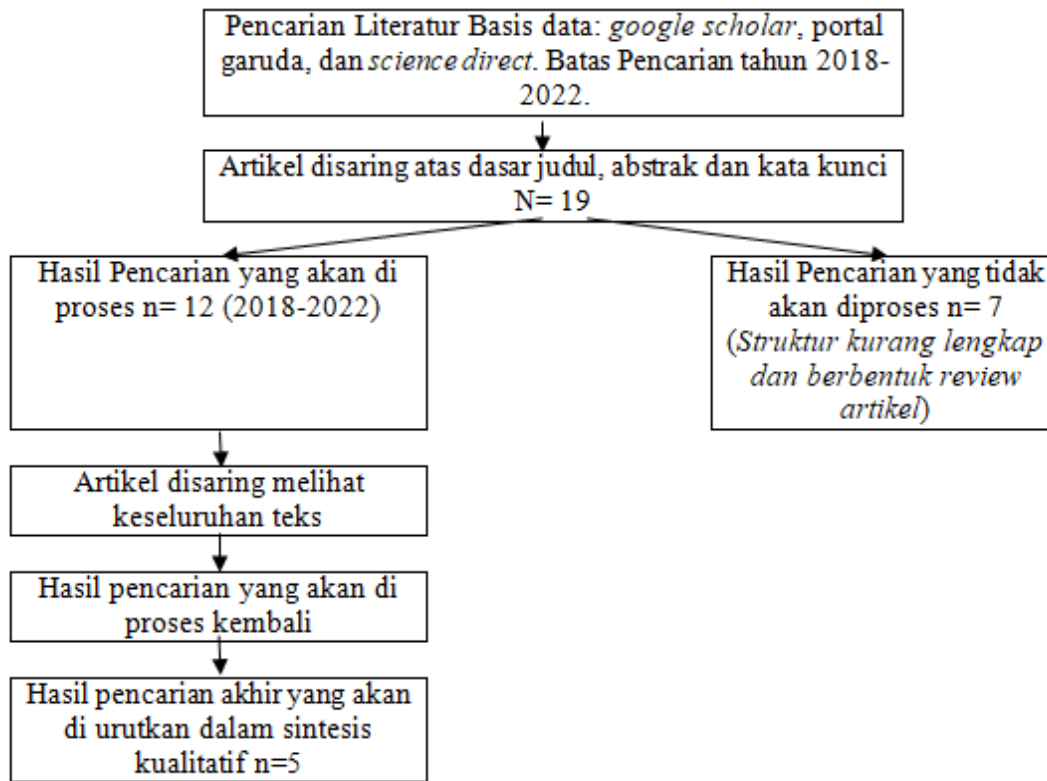 Pencarian Literatur Basis data: google scholar, portal
garuda, dan science direct. Batas Pencarian tahun 2018-
2022.
Artikel disaring atas dasar judul, abstrak dan kata kunci
N= 19
Hasil Pencarian yang akan di
proses n= 12 (2018-2022)
Hasil Pencarian yang tidak
akan diproses n= 7
(Struktur kurang lengkap
dan berbentuk review
artikel)
Artikel disaring melihat
keseluruhan teks
Hasil pencarian yang akan di
proses kembali
Hasil pencarian akhir yang akan
di urutkan dalam sintesis
kualitatif n=5